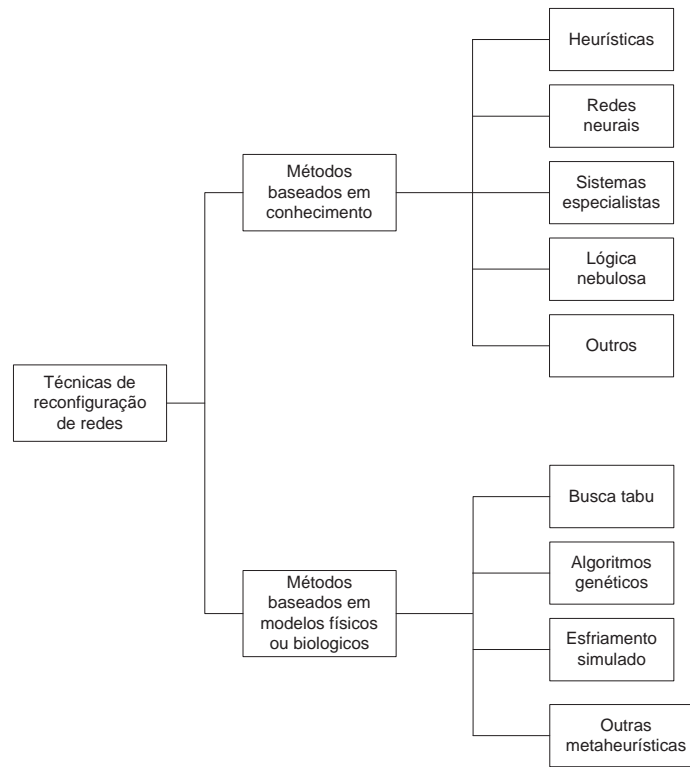 Heurísticas
Redes
neurais
Métodos
baseados em
conhecimento
Sistemas
especialistas
Lógica
nebulosa
Outros
Técnicas de
reconfiguração
de redes
Busca tabu
Algoritmos
genéticos
Métodos
baseados em
modelos físicos
ou biologicos
Esfriamento
simulado
Outras
metaheurísticas